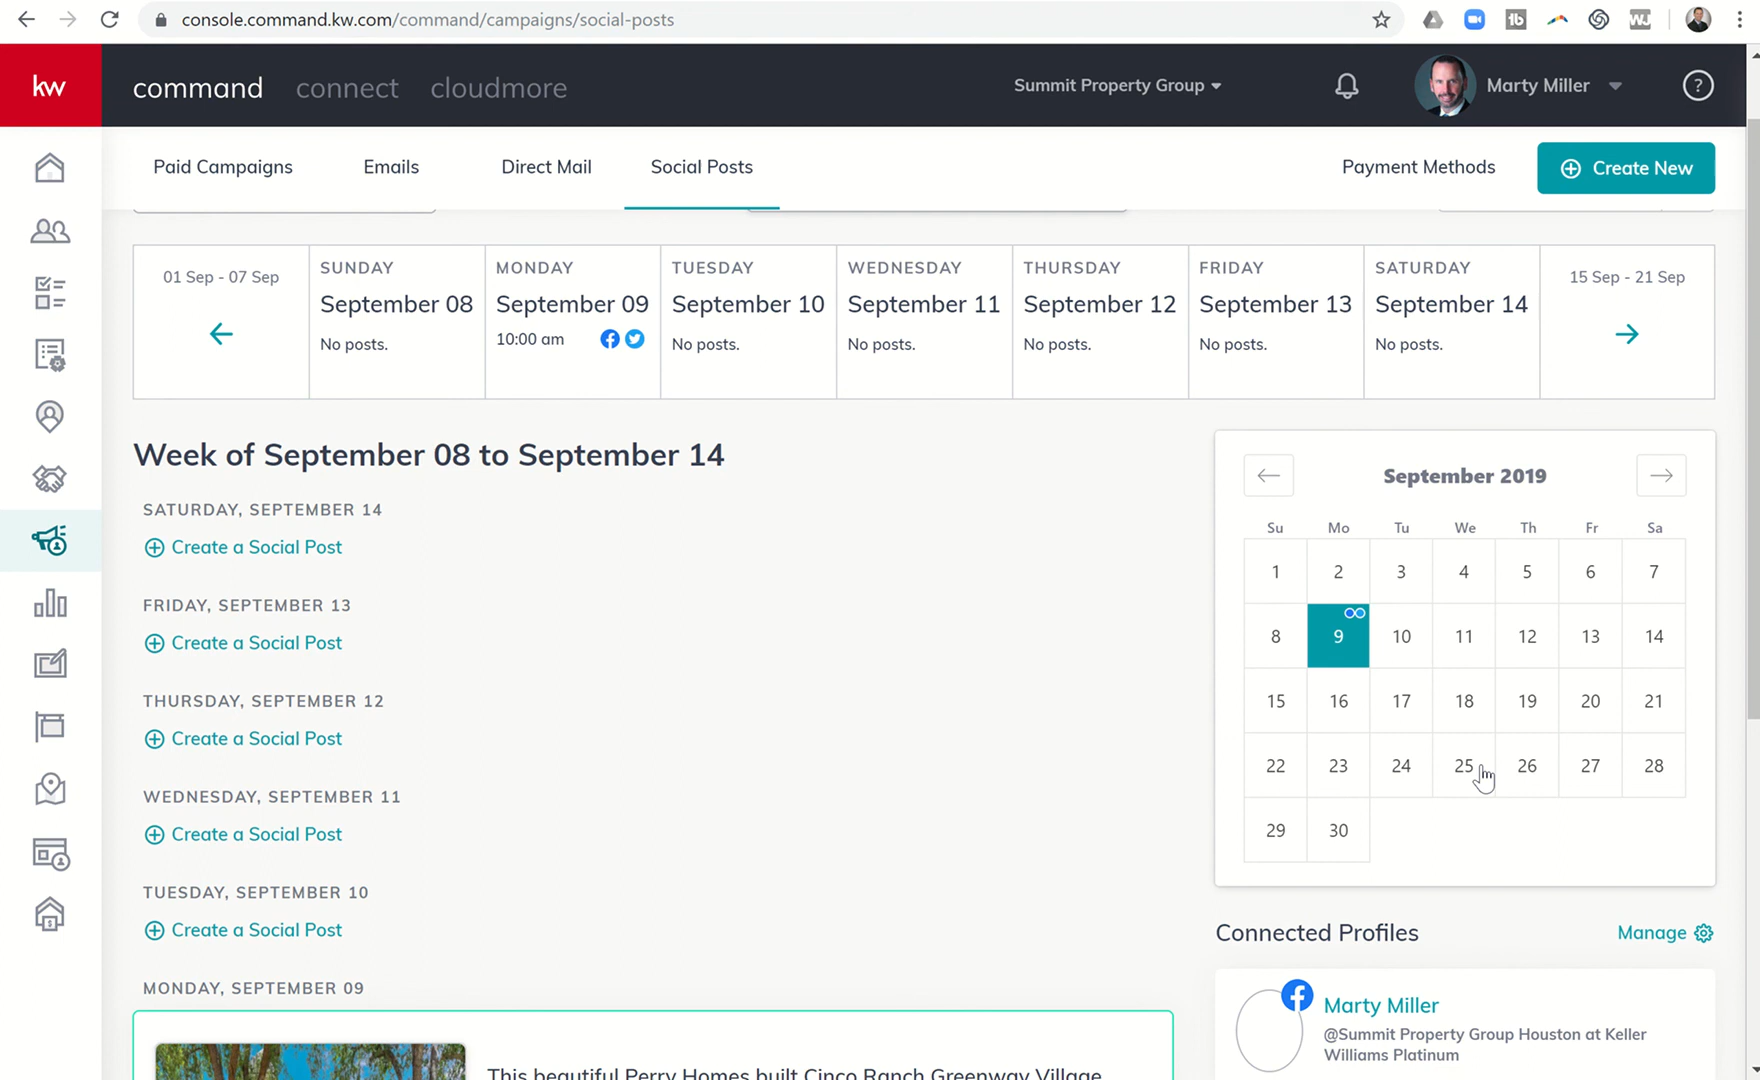 console.command.kw.com/command/campaigns/social-posts
kw
command connect cloudmore
Summit Property Group
Marty Miller
?
Paid Campaigns Emails Direct Mail Social Posts Payment Methods Create New
01 Sep - 07 Sep
SUNDAY
September 08
No posts.
MONDAY
September 09
10:00 am
TUESDAY
September 10
No posts.
WEDNESDAY
September 11
No posts.
THURSDAY
September 12
No posts.
FRIDAY
September 13
No posts.
SATURDAY
September 14
No posts.
15 Sep - 21 Sep
Week of September 08 to September 14
SATURDAY, SEPTEMBER 14
Create a Social Post
FRIDAY, SEPTEMBER 13
Create a Social Post
THURSDAY, SEPTEMBER 12
Create a Social Post
WEDNESDAY, SEPTEMBER 11
Create a Social Post
TUESDAY, SEPTEMBER 10
Create a Social Post
MONDAY, SEPTEMBER 09
This beautiful Perry Homes built Cinco Ranch Greenway Village
September 2019
Su Mo Tu We Th Fr Sa
1 2 3 4 5 6 7
8 9 10 11 12 13 14
15 16 17 18 19 20 21
22 23 24 25 26 27 28
29 30
Connected Profiles
Manage
Marty Miller
@Summit Property Group Houston at Keller
Williams Platinum